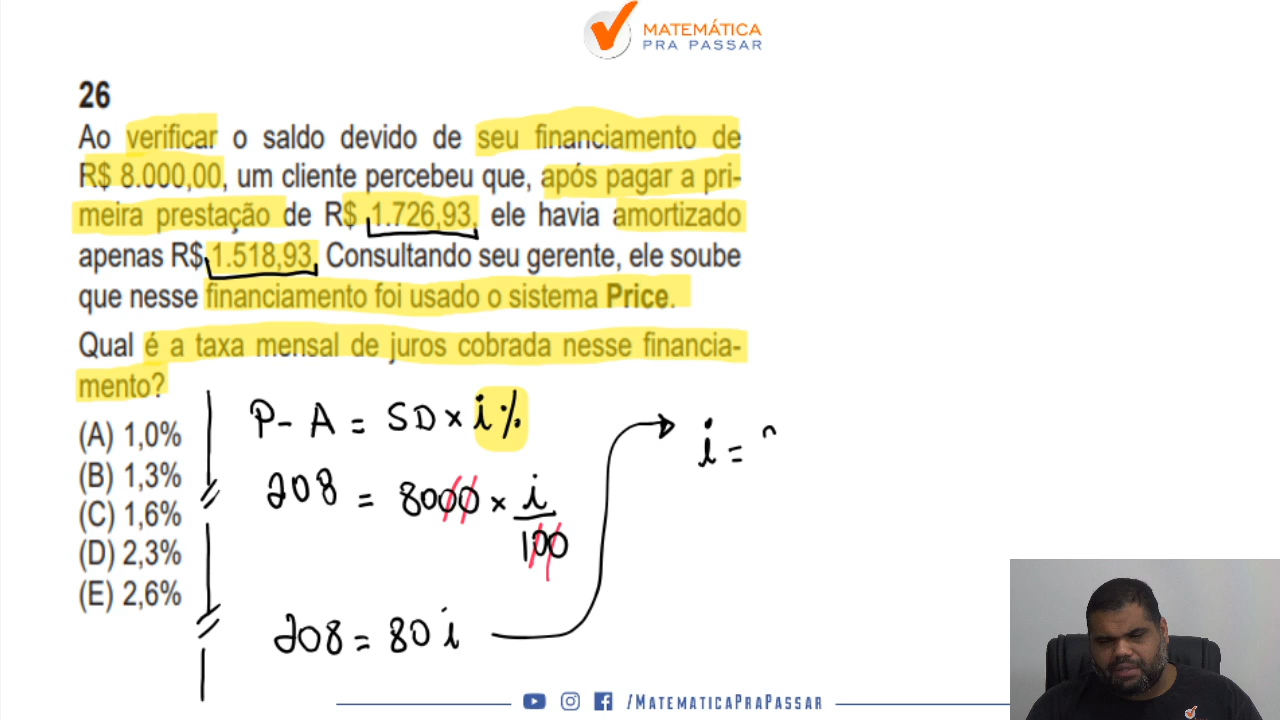 MATEMÁTICA
PRA PASSAR
26
Ao verificar o saldo devido de seu financiamento de
R$ 8.000,00, um cliente percebeu que, após pagar a pri-
meira prestação de R$ 1.726,93, ele havia amortizado
apenas R$ 1.518,93. Consultando seu gerente, ele soube
que nesse financiamento foi usado o sistema Price.
Qual é a taxa mensal de juros cobrada nesse financia-
mento?
(A) 1,0%
(B) 1,3%
(C) 1,6%
(D) 2,3%
(E) 2,6%
P - A = SD × i%
208 = 8000 × i/100
208 = 80 i
i =
/MATEMATICAPRAPASSAR